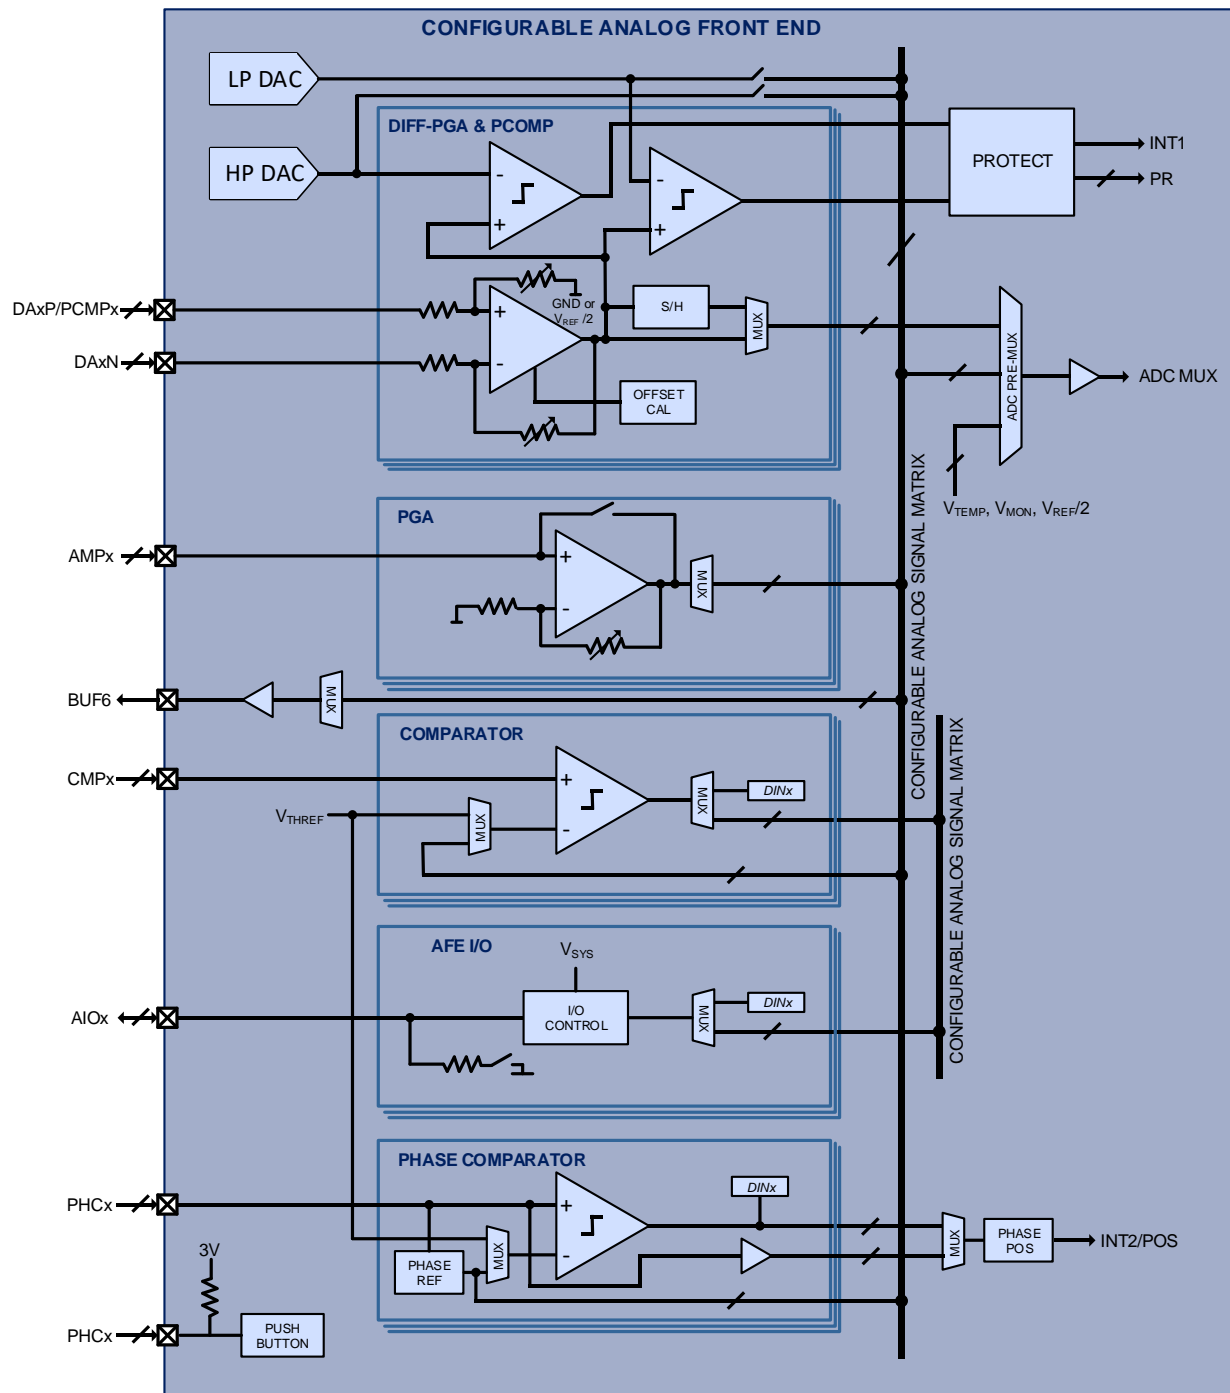 CONFIGURABLE ANALOG FRONT END
LP DAC
HP DAC
DIFF-PGA & PCOMP
-
+
-
+
PROTECT
INT1
PR
DAxP/PCMPx
DAxN
+
-
GND or
VREF/2
S/H
MUX
OFFSET
CAL
ADC PRE-MUX
ADC MUX
VTEMP, VMON, VREF/2
CONFIGURABLE ANALOG SIGNAL MATRIX
PGA
AMPx
+
-
MUX
BUF6
MUX
COMPARATOR
CMPx
VTHREF
MUX
+
-
MUX
DINx
CONFIGURABLE ANALOG SIGNAL MATRIX
AFE I/O
VSYS
AIOx
I/O
CONTROL
MUX
DINx
PHASE COMPARATOR
PHCx
PHASE
REF
MUX
+
-
DINx
MUX
PHASE
POS
INT2/POS
3V
PHCx
PUSH
BUTTON